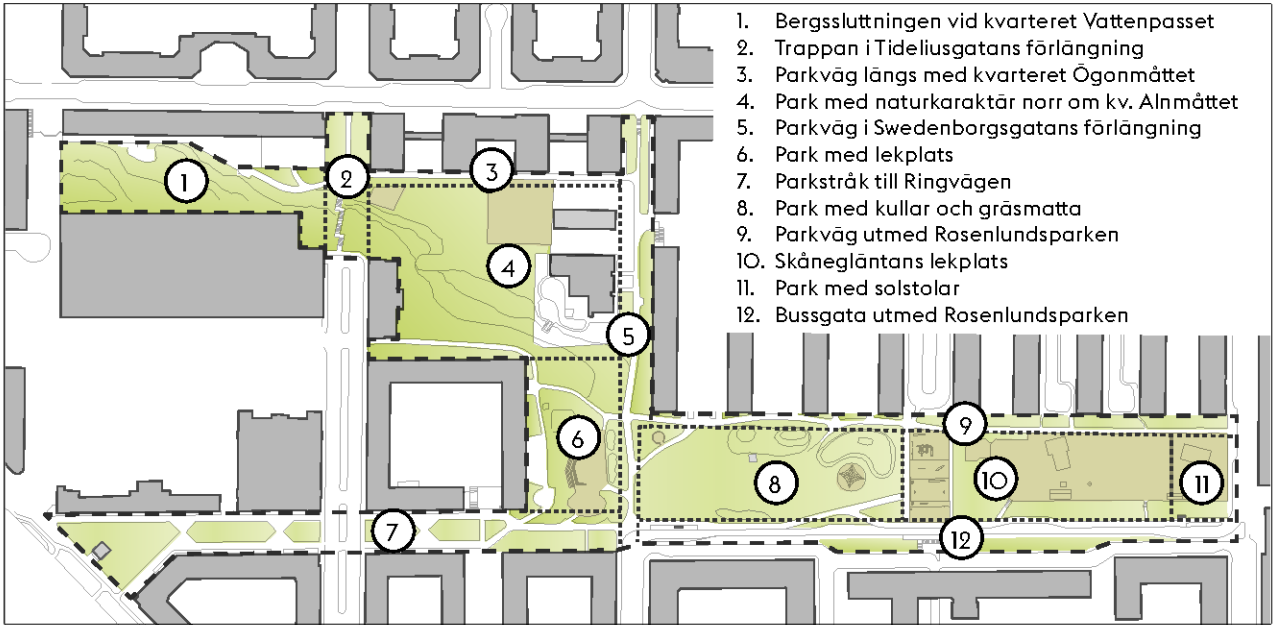 1. Bergssluttningen vid kvarteret Vattenpasset
2. Trappan i Tideliusgatans förlängning
3. Parkväg längs med kvarteret Ögonmåttet
4. Park med naturkaraktär norr om kv. Alnmåttet
5. Parkväg i Swedenborgsgatans förlängning
6. Park med lekplats
7. Parkstråk till Ringvägen
8. Park med kullar och gräsmatta
9. Parkväg utmed Rosenlundsparken
10. Skånegläntans lekplats
11. Park med solstolar
12. Bussgata utmed Rosenlundsparken
1
2
3
4
5
6
7
8
9
10
11
12